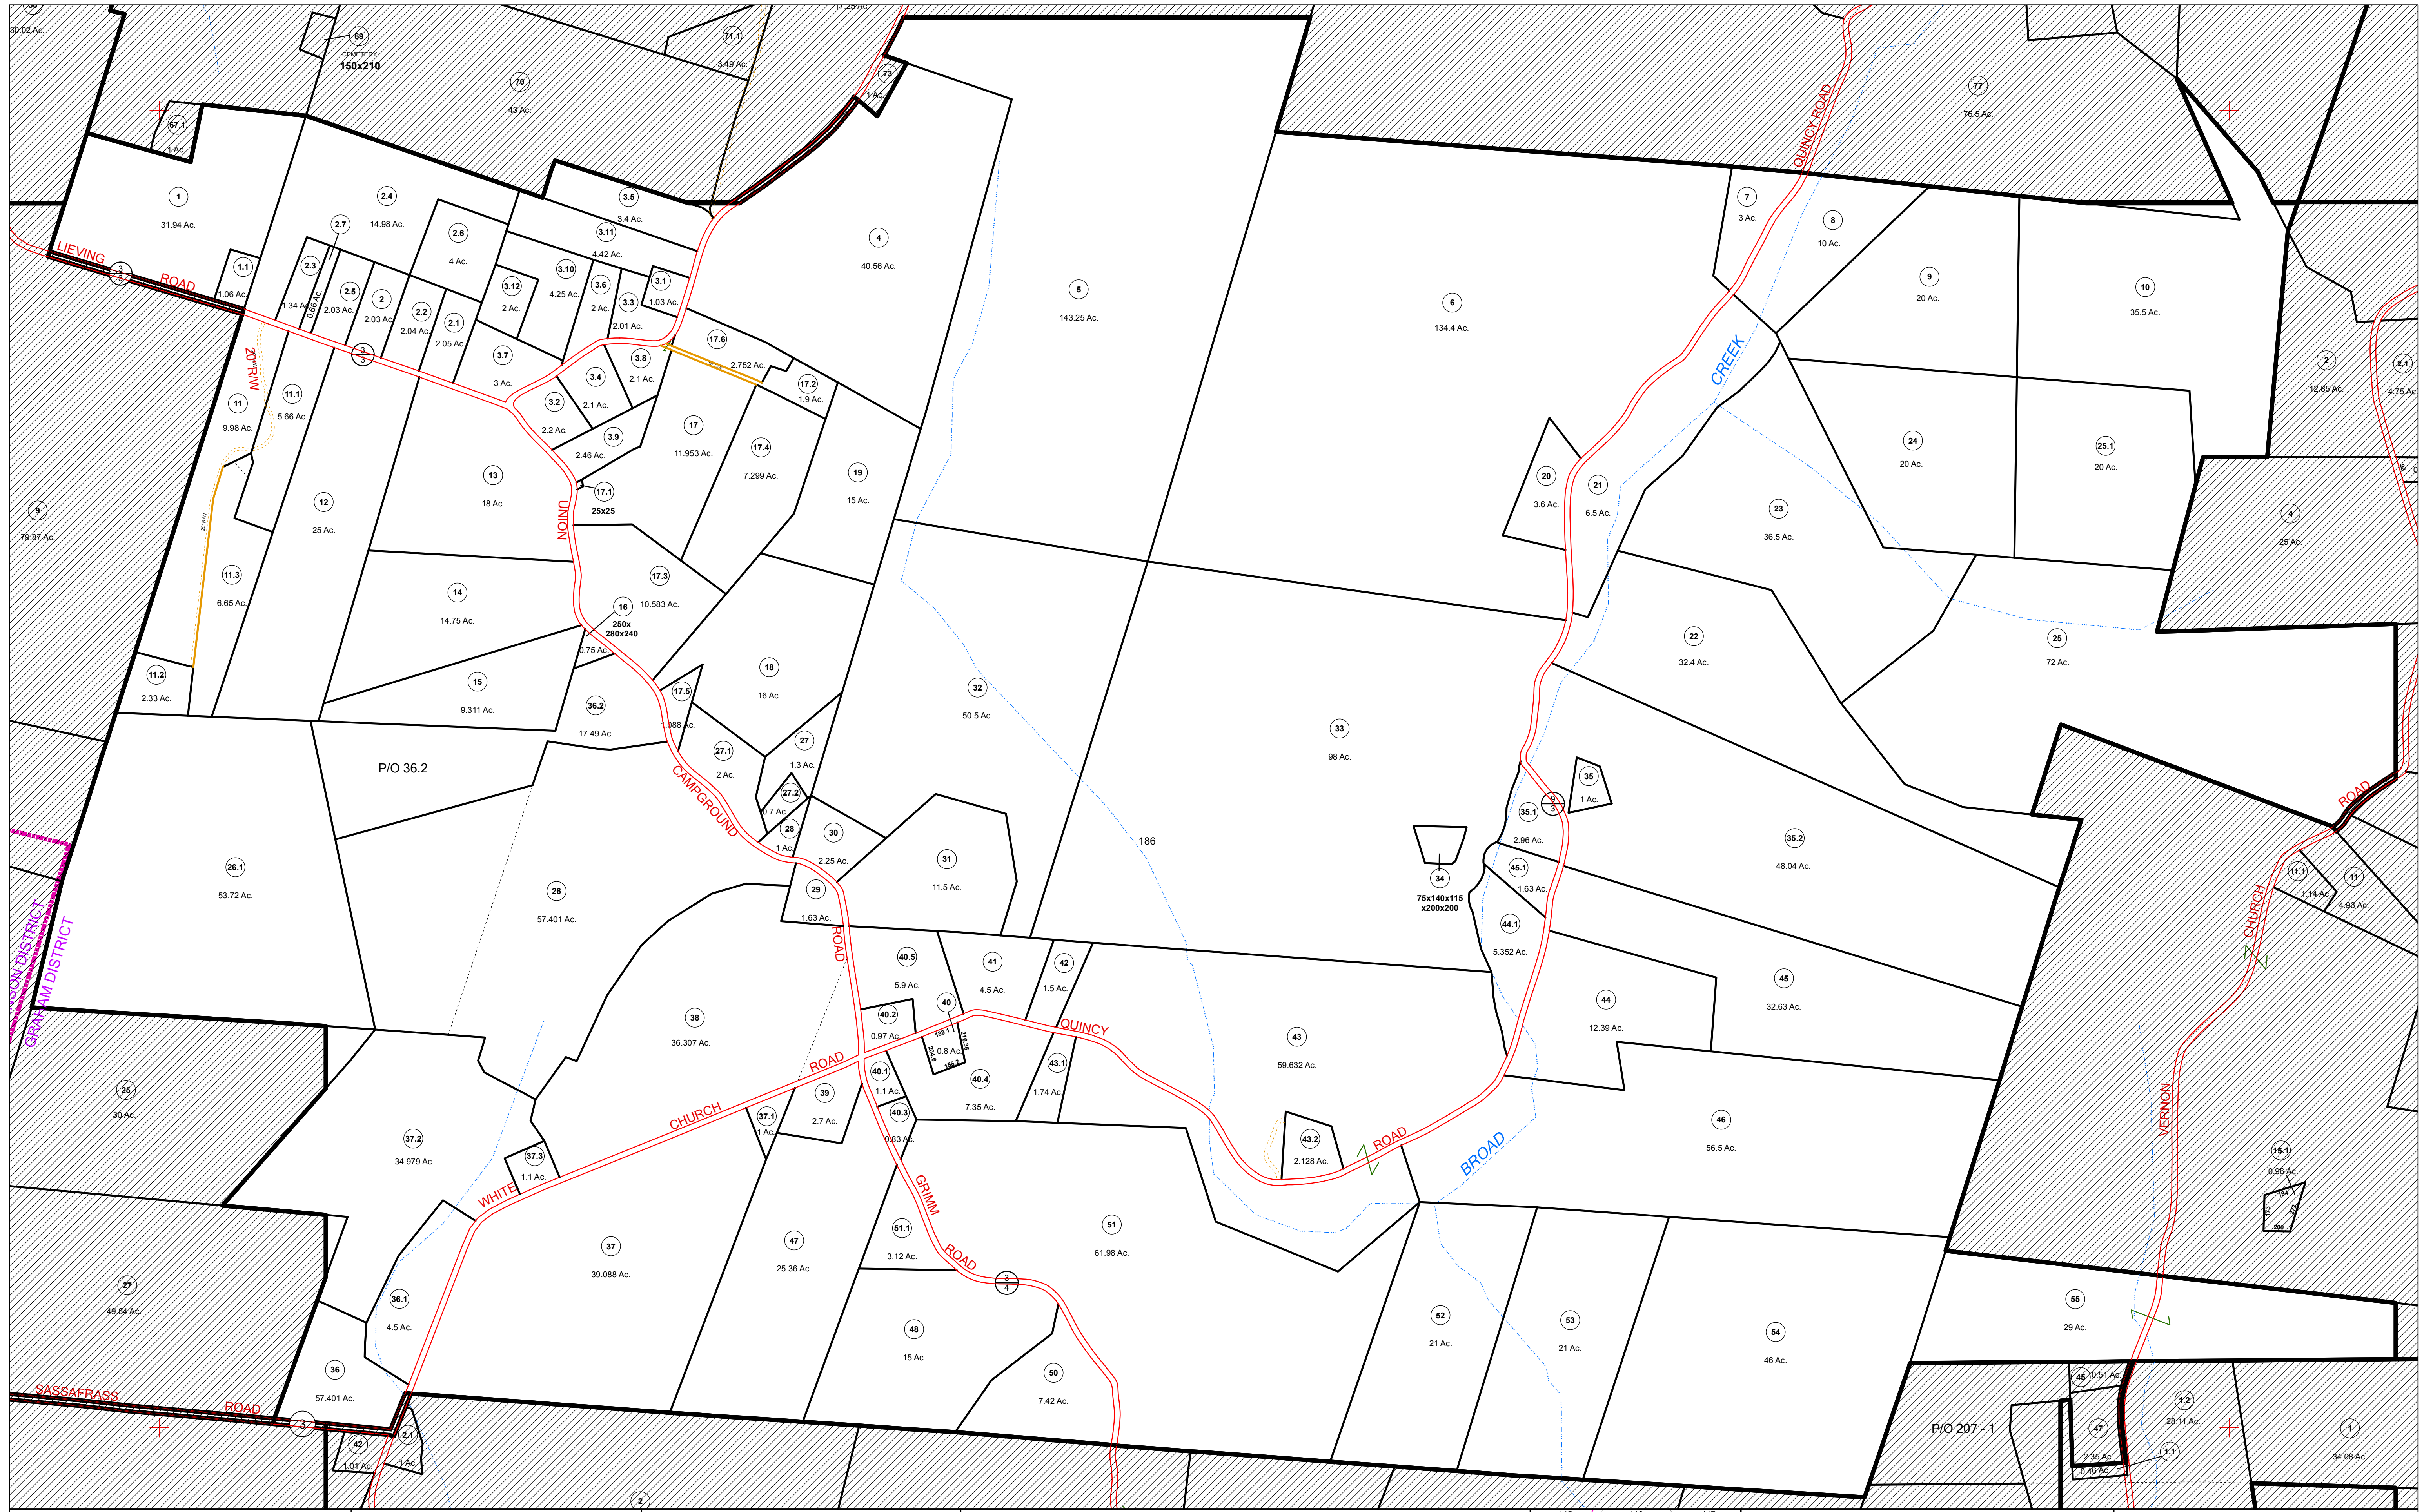 30.02 Ac.
69
CEMETERY
150x210
71.1
3.49 Ac.
17.25 Ac.
73
1 Ac.
70
43 Ac.
77
76.5 Ac.
QUINCY ROAD
67.1
1 Ac.
1
31.94 Ac.
LIEVING
ROAD
3
1.1
1.06 Ac.
2.4
14.98 Ac.
2.7
2.3
1.34 Ac.
0.66 Ac.
2.5
2.03 Ac.
2
2.03 Ac.
2.2
2.04 Ac.
2.1
2.05 Ac.
2.6
4 Ac.
3
3
3.5
3.4 Ac.
3.11
4.42 Ac.
3.10
4.25 Ac.
3.12
2 Ac.
3.6
2 Ac.
3.3
2.01 Ac.
3.1
1.03 Ac.
3.7
3 Ac.
3.8
2.1 Ac.
3.4
2.1 Ac.
3.2
2.2 Ac.
3.9
2.46 Ac.
4
40.56 Ac.
5
143.25 Ac.
6
134.4 Ac.
7
3 Ac.
8
10 Ac.
9
20 Ac.
10
35.5 Ac.
2
12.85 Ac.
2.1
4.75 Ac.
17.6
2.752 Ac.
17.2
1.9 Ac.
17
11.953 Ac.
17.4
7.299 Ac.
19
15 Ac.
17.1
25x25
20' R/W
11
9.98 Ac.
11.1
5.66 Ac.
12
25 Ac.
13
18 Ac.
UNION
9
79.87 Ac.
20' R/W
11.3
6.65 Ac.
11.2
2.33 Ac.
14
14.75 Ac.
15
9.311 Ac.
16
250x
280x240
0.75 Ac.
17.3
10.583 Ac.
17.5
1.088 Ac.
18
16 Ac.
36.2
17.49 Ac.
P/O 36.2
CREEK
20
3.6 Ac.
21
6.5 Ac.
23
36.5 Ac.
24
20 Ac.
25.1
20 Ac.
4
25 Ac.
22
32.4 Ac.
25
72 Ac.
27.1
2 Ac.
27
1.3 Ac.
27.2
0.7 Ac.
28
1 Ac.
CAMPGROUND
30
2.25 Ac.
31
11.5 Ac.
32
50.5 Ac.
33
98 Ac.
186
34
75x140x115
x200x200
35
1 Ac.
9
3
35.1
2.96 Ac.
35.2
48.04 Ac.
45.1
1.63 Ac.
44.1
5.352 Ac.
44
12.39 Ac.
45
32.63 Ac.
ROAD
CHURCH
11.1
1.14 Ac.
11
4.93 Ac.
26.1
53.72 Ac.
26
57.401 Ac.
GRAHAM DISTRICT
SON DISTRICT
29
1.63 Ac.
ROAD
38
36.307 Ac.
40.5
5.9 Ac.
41
4.5 Ac.
42
1.5 Ac.
40.2
0.97 Ac.
40
183.1
216.36
204.6
156.2
0.8 Ac.
QUINCY
43
59.632 Ac.
43.1
1.74 Ac.
43.2
2.128 Ac.
ROAD
BROAD
46
56.5 Ac.
VERNON
15.1
0.96 Ac.
194
173
272
208
25
30 Ac.
37.2
34.979 Ac.
37.3
1.1 Ac.
WHITE
CHURCH
ROAD
37.1
1 Ac.
39
2.7 Ac.
40.1
1.1 Ac.
40.3
0.83 Ac.
40.4
7.35 Ac.
GRIMM
ROAD
27
49.84 Ac.
36.1
4.5 Ac.
36
57.401 Ac.
37
39.088 Ac.
47
25.36 Ac.
51.1
3.12 Ac.
51
61.98 Ac.
3
4
48
15 Ac.
50
7.42 Ac.
52
21 Ac.
53
21 Ac.
54
46 Ac.
55
29 Ac.
SASSAFRASS
ROAD
3
42
1.01 Ac.
2.1
1 Ac.
2
P/O 207 - 1
45
0.51 Ac.
47
2.35 Ac.
0.46 Ac.
1.2
28.11 Ac.
1.1
1
34.08 Ac.